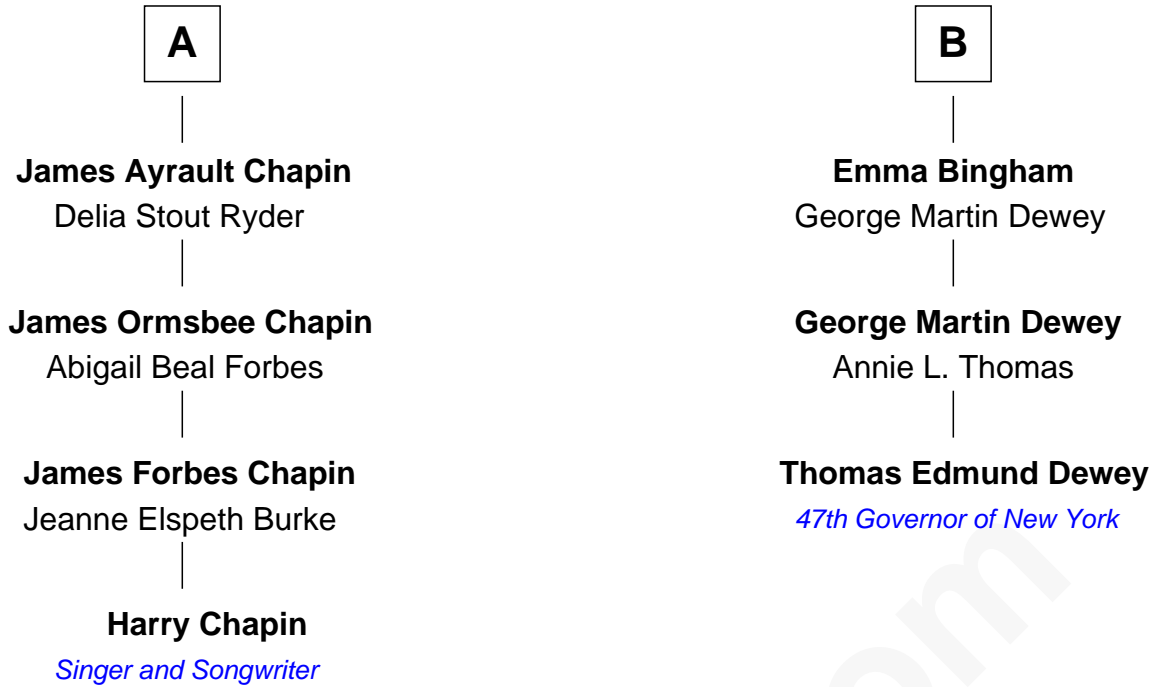 A
James Ayrault Chapin
Delia Stout Ryder
James Ormsbee Chapin
Abigail Beal Forbes
James Forbes Chapin
Jeanne Elspeth Burke
Harry Chapin
Singer and Songwriter
B
Emma Bingham
George Martin Dewey
George Martin Dewey
Annie L. Thomas
Thomas Edmund Dewey
47th Governor of New York
om